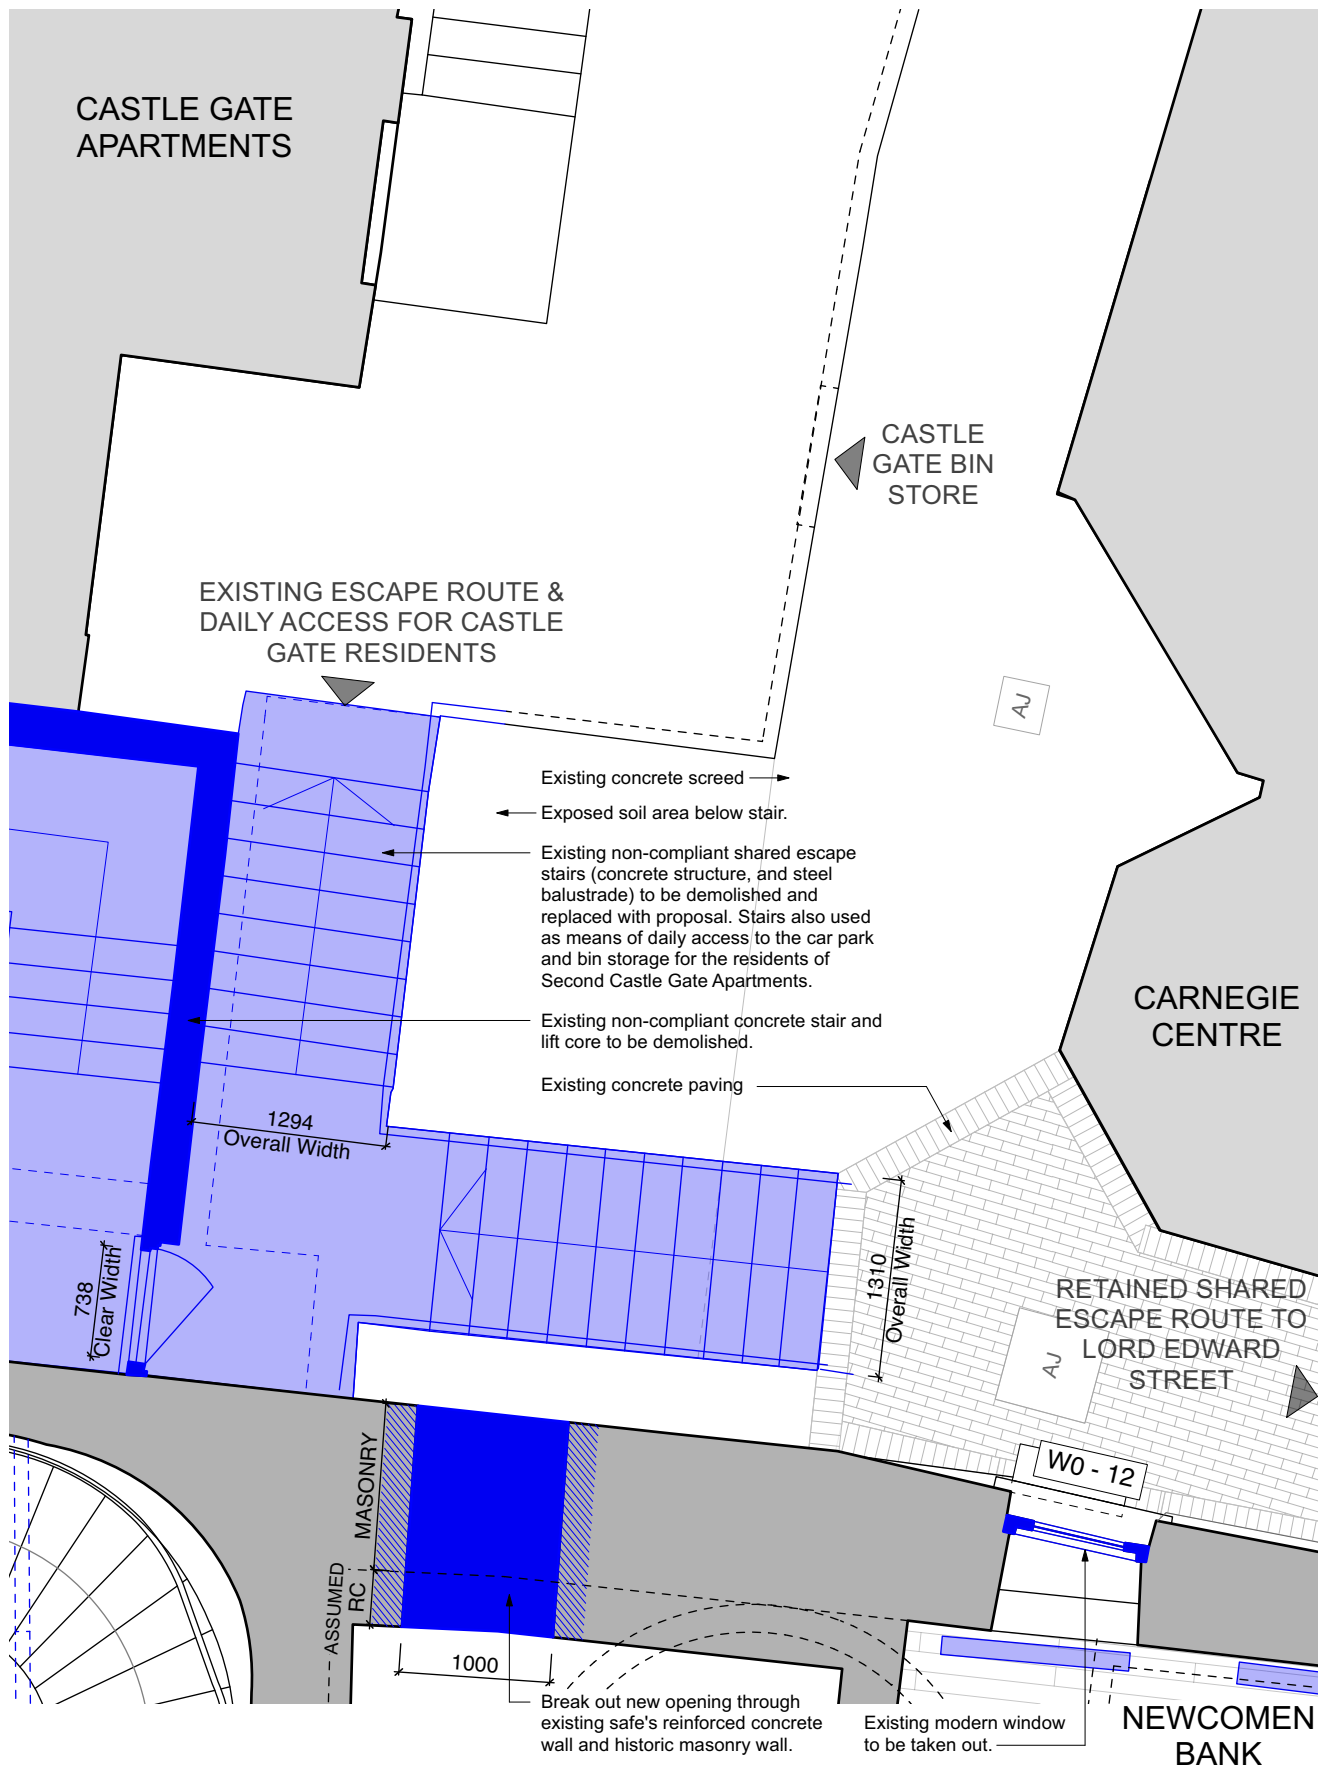 CASTLE GATE
APARTMENTS
CASTLE
GATE BIN
STORE
EXISTING ESCAPE ROUTE &
DAILY ACCESS FOR CASTLE
GATE RESIDENTS
AJ
Existing concrete screed
Exposed soil area below stair.
Existing non-compliant shared escape
stairs (concrete structure, and steel
balustrade) to be demolished and
replaced with proposal. Stairs also used
as means of daily access to the car park
and bin storage for the residents of
Second Castle Gate Apartments.
CARNEGIE
CENTRE
Existing non-compliant concrete stair and
lift core to be demolished.
Existing concrete paving
1294
Overall Width
738
Clear Width
1310
Overall Width
RETAINED SHARED
ESCAPE ROUTE TO
LORD EDWARD
STREET
AJ
W0 - 12
MASONRY
ASSUMED
RC
1000
Break out new opening through
existing safe's reinforced concrete
wall and historic masonry wall.
Existing modern window
to be taken out.
NEWCOMEN
BANK